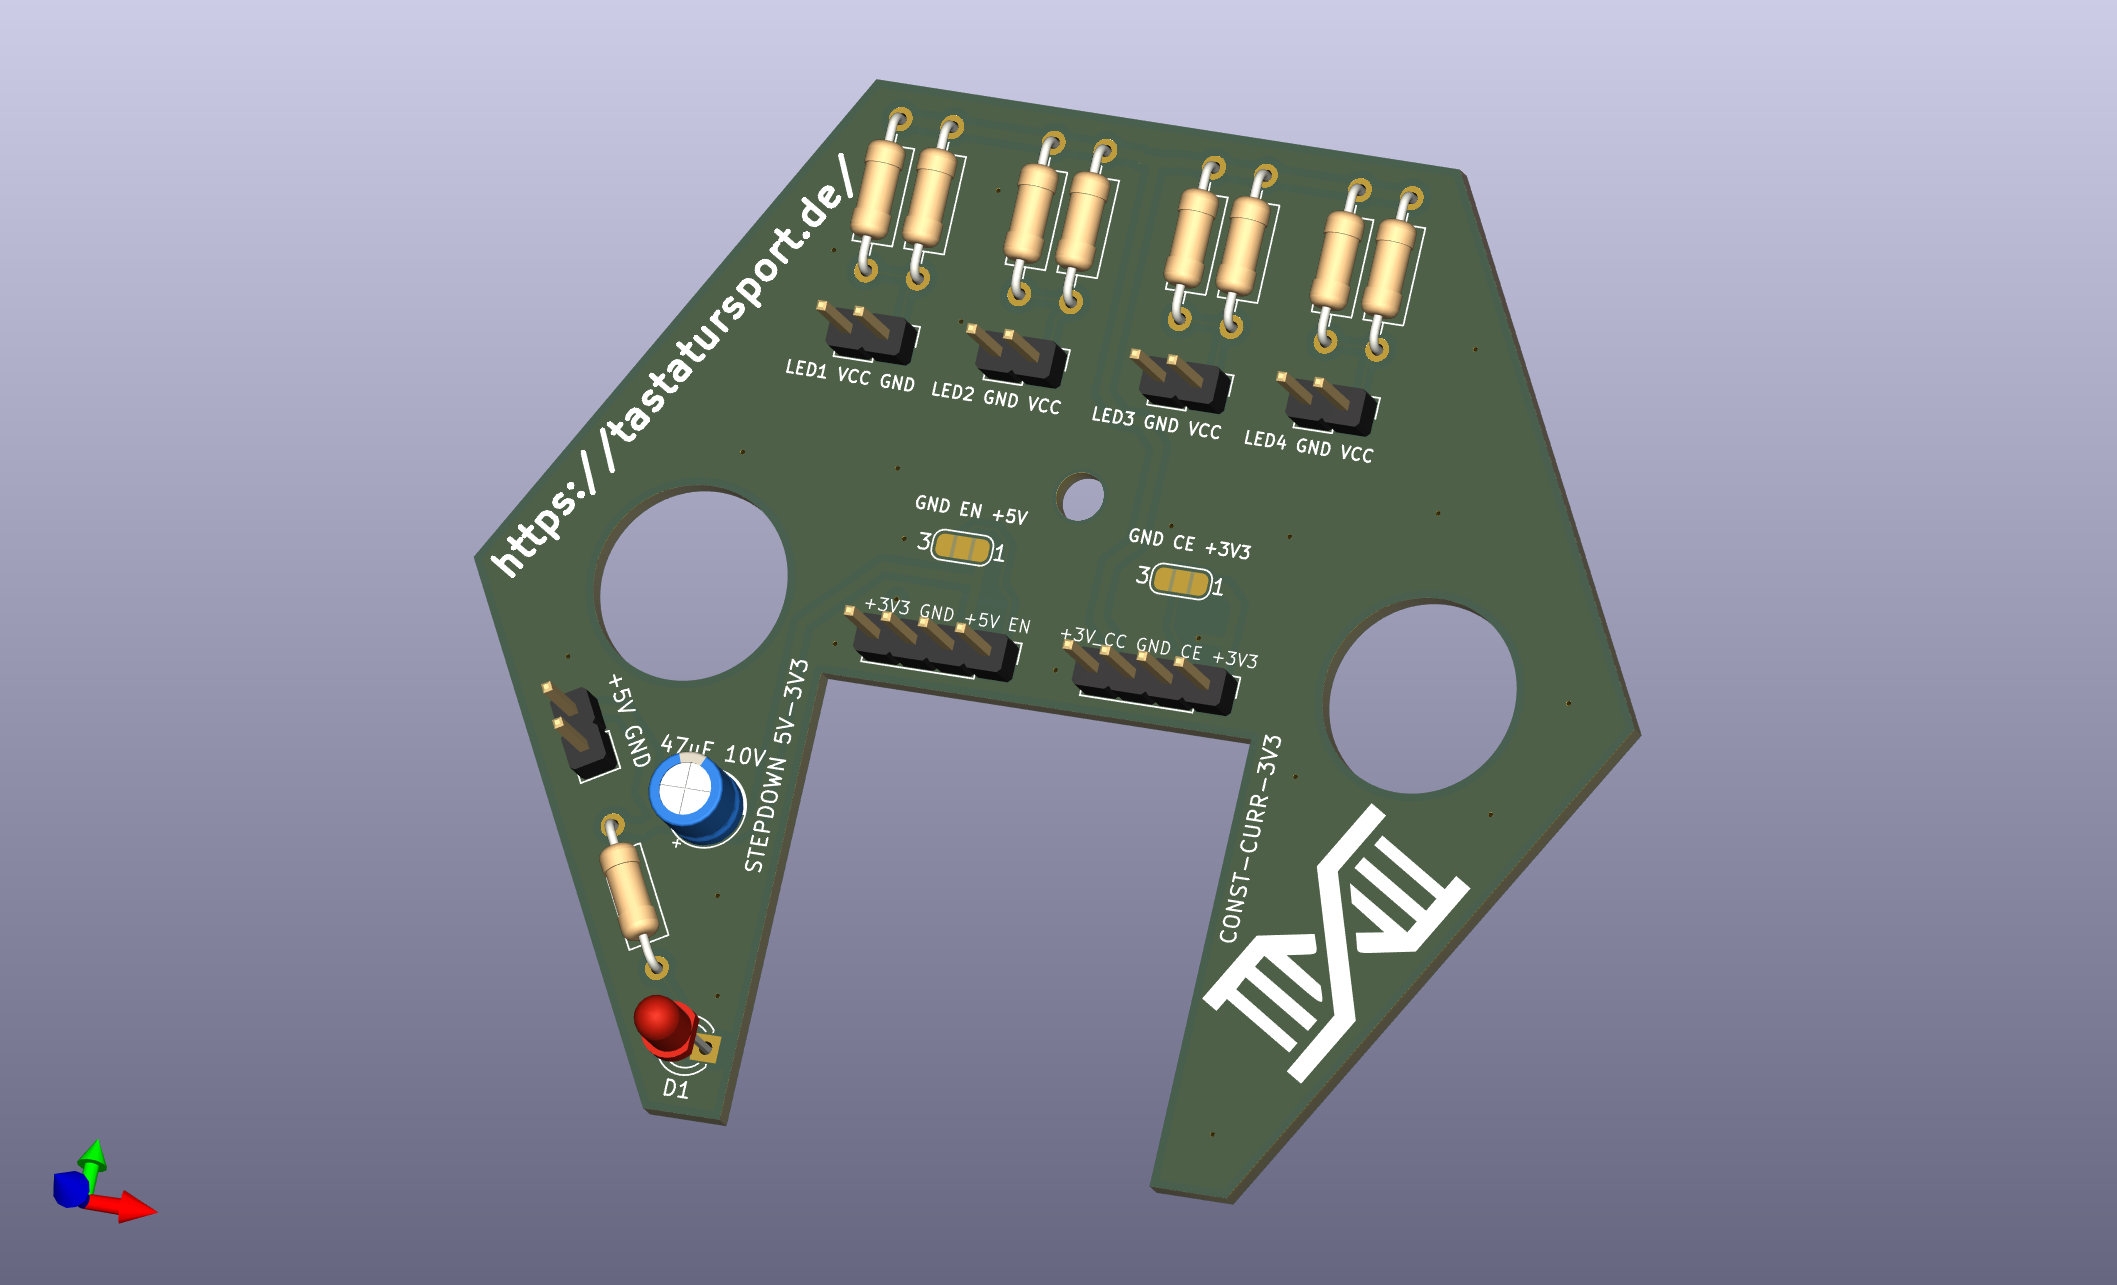 https://tastatursport.de/
LED1 VCC GND
LED2 GND VCC
LED3 GND VCC
LED4 GND VCC
GND EN +5V
3 1
GND CE +3V3
3 1
+3V3 GND +5V EN
+3V_CC GND CE +3V3
+5V GND
47uF 10V
+
STEPDOWN 5V-3V3
CONST-CURR-3V3
D1